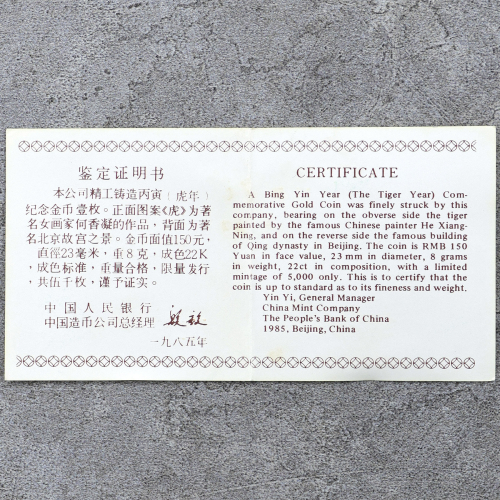 鉴定证明书
本公司精工铸造丙寅（虎年）
纪念金币壹枚。正面图案《虎》为著
名女画家何香凝的作品，背面为著
名北京故宫之景。金币面值150元，
直徑23毫米，重8克，成色22K，
成色标准，重量合格，限量发行，
共伍千枚，谨予证实。
中国人民银行
中国造币公司总经理
一九八五年
CERTIFICATE
A Bing Yin Year (The Tiger Year) Com-
memorative Gold Coin was finely struck by this
company, bearing on the obverse side the tiger
painted by the famous Chinese painter He Xiang-
Ning, and on the reverse side the famous building
of Qing dynasty in Beijing. The coin is RMB 150
Yuan in face value, 23 mm in diameter, 8 grams
in weight, 22ct in composition, with a limited
mintage of 5,000 only. This is to certify that the
coin is up to standard as to its fineness and weight.
Yin Yi, General Manager
China Mint Company
The People's Bank of China
1985, Beijing, China